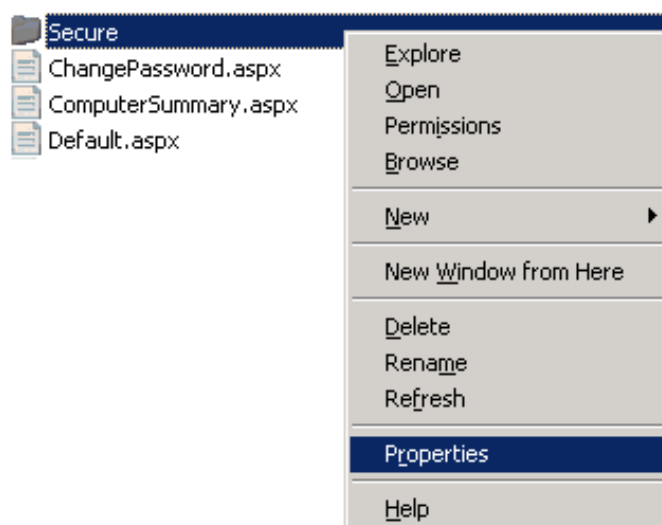 Secure
ChangePassword.aspx
ComputerSummary.aspx
Default.aspx
Explore
Open
Permissions
Browse
New
New Window from Here
Delete
Rename
Refresh
Properties
Help